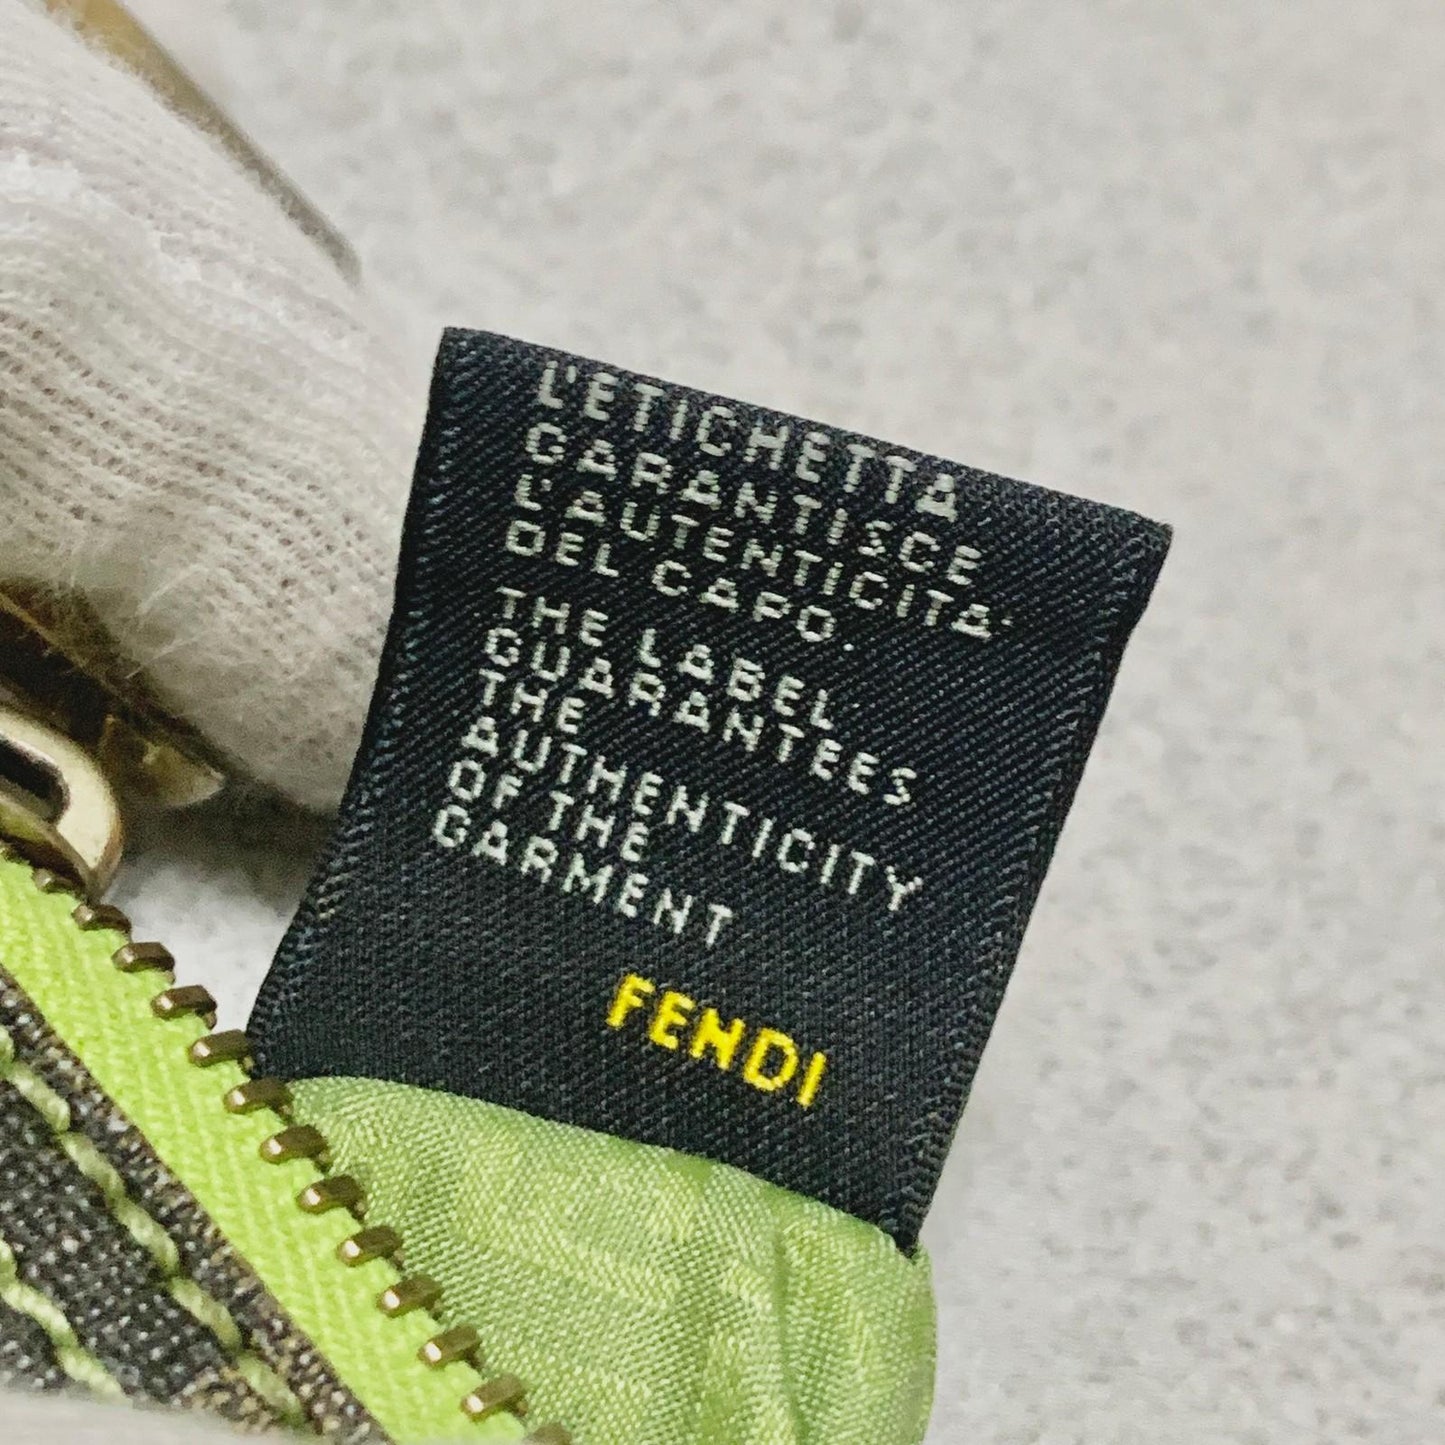 L'ETICHETTA
GARANTISCE
L'AUTENTICITA'
DEL CAPO.
THE LABEL
GUARANTEES
THE
AUTHENTICITY
OF THE
GARMENT
FENDI